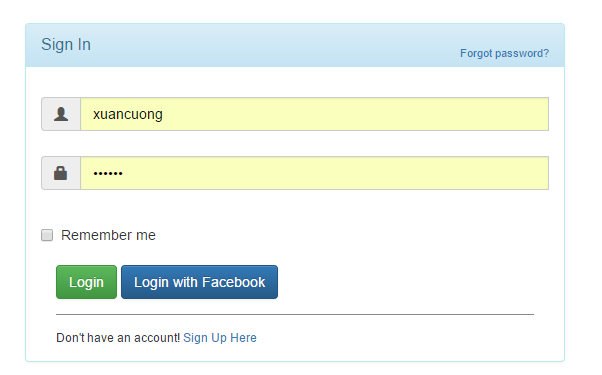 Sign In
Forgot password?
xuancuong
••••••
Remember me
Login Login with Facebook
Don't have an account! Sign Up Here